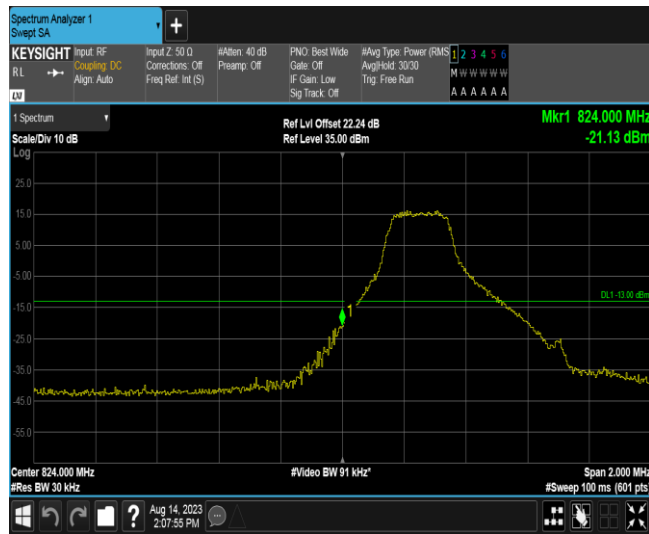 Spectrum Analyzer 1
Swept SA
+
KEYSIGHT
RL
LXI
Input: RF
Coupling: DC
Align: Auto
Input Z: 50 Ω
Corrections: Off
Freq Ref: Int (S)
#Atten: 40 dB
Preamp: Off
PNO: Best Wide
Gate: Off
IF Gain: Low
Sig Track: Off
#Avg Type: Power (RMS
Avg|Hold: 30/30
Trig: Free Run
1 2 3 4 5 6
M W W W W W
A A A A A A
1 Spectrum
Scale/Div 10 dB
Ref Lvl Offset 22.24 dB
Ref Level 35.00 dBm
Mkr1 824.000 MHz
-21.13 dBm
Log
25.0
15.0
5.00
-5.00
-15.0
-25.0
-35.0
-45.0
-55.0
1
DL1 -13.00 dBm
Center 824.000 MHz
#Res BW 30 kHz
#Video BW 91 kHz*
Span 2.000 MHz
#Sweep 100 ms (601 pts
?
Aug 14, 2023
2:07:55 PM